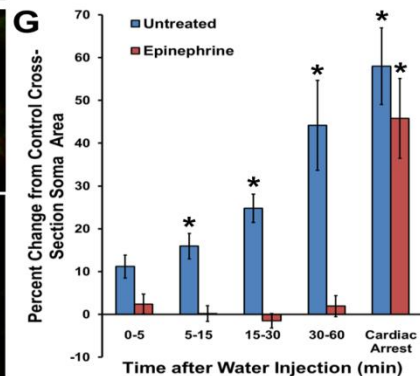 G
Untreated
Epinephrine
Percent Change from Control Cross-
Section Soma Area
70
60
50
40
30
20
10
0
-10
*
*
*
*
*
0-5
5-15
15-30
30-60
Cardiac
Arrest
Time after Water Injection (min)